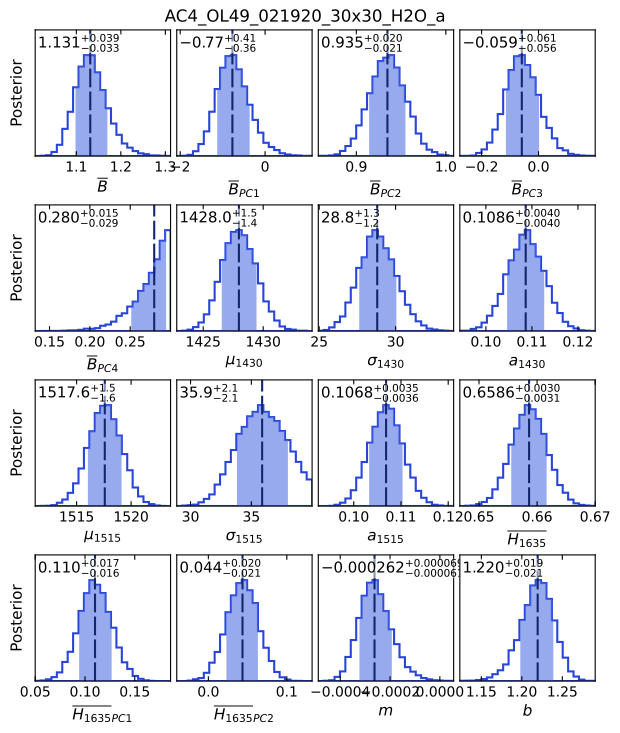 AC4_OL49_021920_30x30_H2O_a
1.131 +0.039 −0.033
−0.77 +0.41 −0.36
0.935 +0.020 −0.021
−0.059 +0.061 −0.056
Posterior
1.1 1.2 1.3 −2 0 0.9 1.0 −0.2 0.0
B̅ B̅PC1 B̅PC2 B̅PC3
0.280 +0.015 −0.029
1428.0 +1.5 −1.4
28.8 +1.3 −1.2
0.1086 +0.0040 −0.0040
Posterior
0.15 0.20 0.25 1425 1430 25 30 0.10 0.11 0.12
B̅PC4 μ1430 σ1430 a1430
1517.6 +1.5 −1.6
35.9 +2.1 −2.1
0.1068 +0.0035 −0.0036
0.6586 +0.0030 −0.0031
Posterior
1515 1520 30 35 0.10 0.11 0.12 0.65 0.66 0.67
μ1515 σ1515 a1515 H1635
0.110 +0.017 −0.016
0.044 +0.020 −0.021
−0.000262
1.220 +0.019 −0.021
Posterior
0.05 0.10 0.15 0.0 0.1 −0.0004 −0.0002 0.0000 1.15 1.20 1.25
H1635PC1 H1635PC2 m b